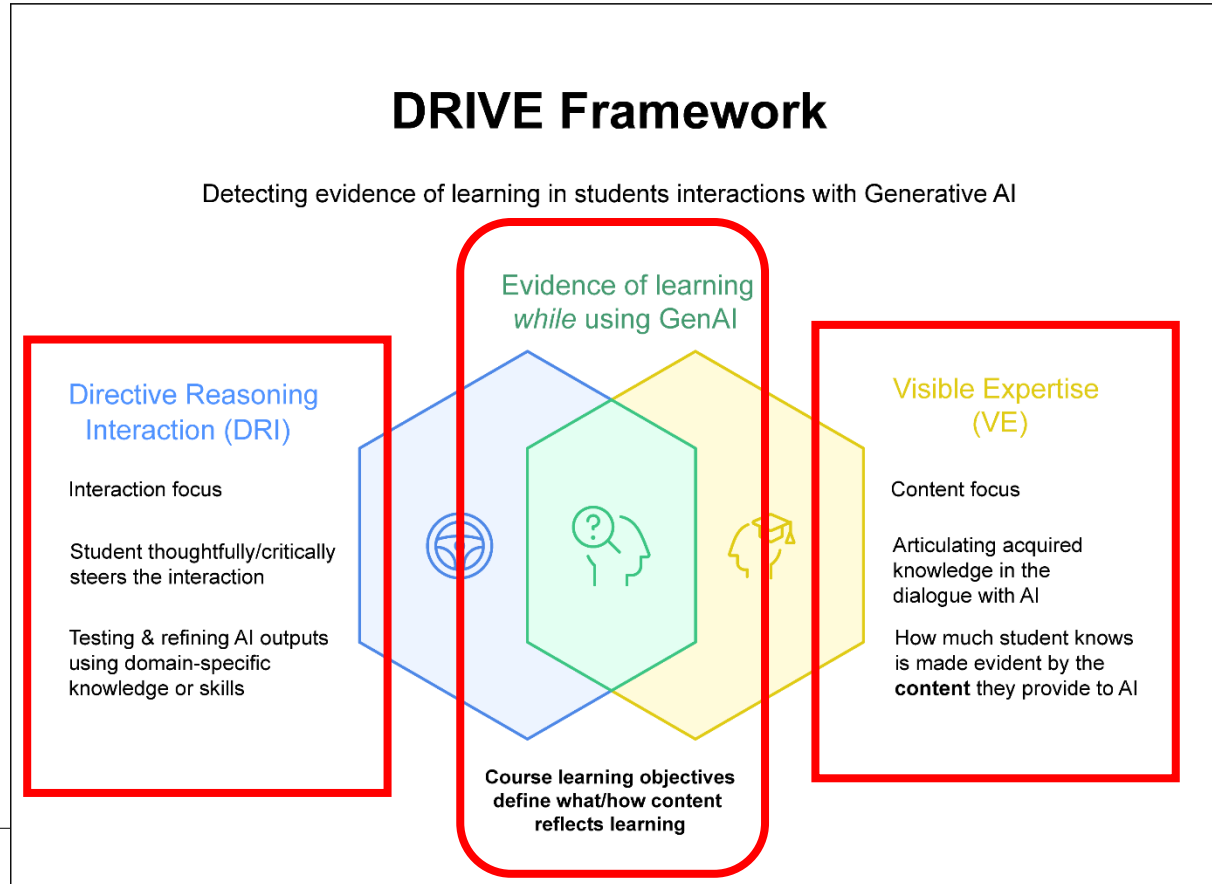 DRIVE Framework
Detecting evidence of learning in students interactions with Generative AI
Evidence of learning
while using GenAI
Directive Reasoning
Interaction (DRI)
Interaction focus
Student thoughtfully/critically
steers the interaction
Testing & refining AI outputs
using domain-specific
knowledge or skills
Visible Expertise
(VE)
Content focus
Articulating acquired
knowledge in the
dialogue with AI
How much student knows
is made evident by the
content they provide to AI
?
Course learning objectives
define what/how content
reflects learning